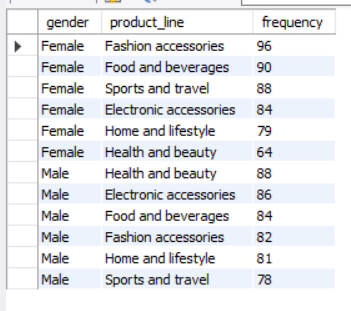 gender product_line frequency
Female Fashion accessories 96
Female Food and beverages 90
Female Sports and travel 88
Female Electronic accessories 84
Female Home and lifestyle 79
Female Health and beauty 64
Male Health and beauty 88
Male Electronic accessories 86
Male Food and beverages 84
Male Fashion accessories 82
Male Home and lifestyle 81
Male Sports and travel 78